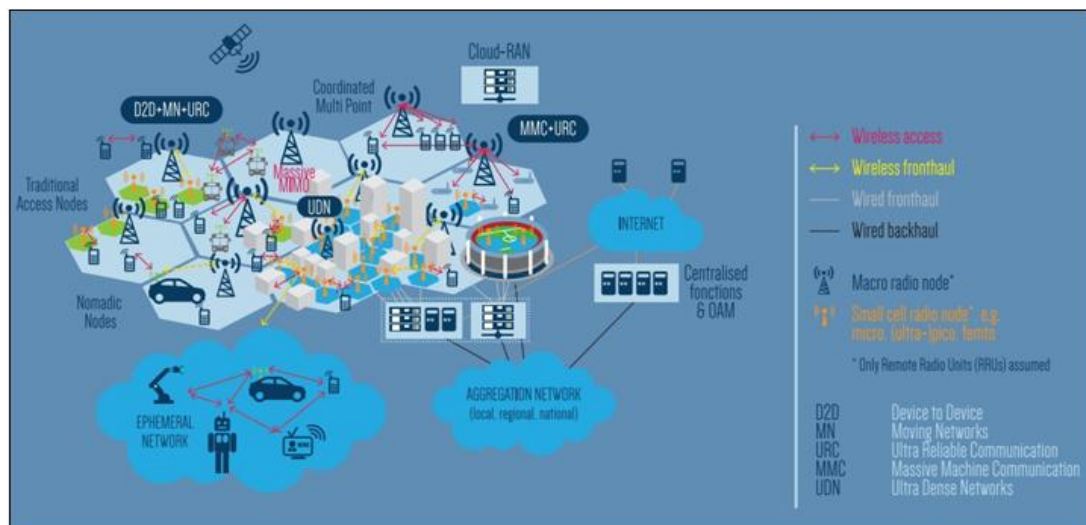 Cloud-RAN
Coordinated
Multi Point
D2D+MN+URC
MMC+URC
Massive
MIMO
Traditional
Access Nodes
UDN
INTERNET
Nomadic
Nodes
Centralised
fonctions
& OAM
EPHEMERAL
NETWORK
AGGREGATION NETWORK
(local, regional, national)
Wireless access
Wireless fronthaul
Wired fronthaul
Wired backhaul
Macro radio node*
Small cell radio node*, e.g.
micro, (ultra-)pico, femto
* Only Remote Radio Units (RRUs) assumed
D2D Device to Device
MN Moving Networks
URC Ultra Reliable Communication
MMC Massive Machine Communication
UDN Ultra Dense Networks